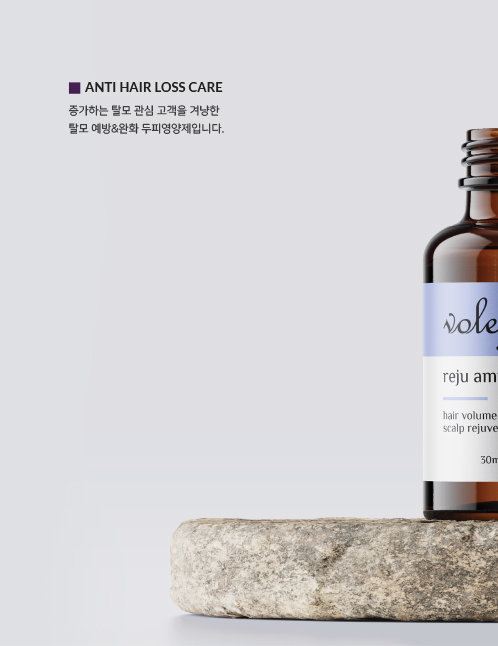 ANTI HAIR LOSS CARE
증가하는 탈모 관심 고객을 겨냥한
탈모 예방&완화 두피영양제입니다.
reju am
hair volume
scalp rejuve
30m